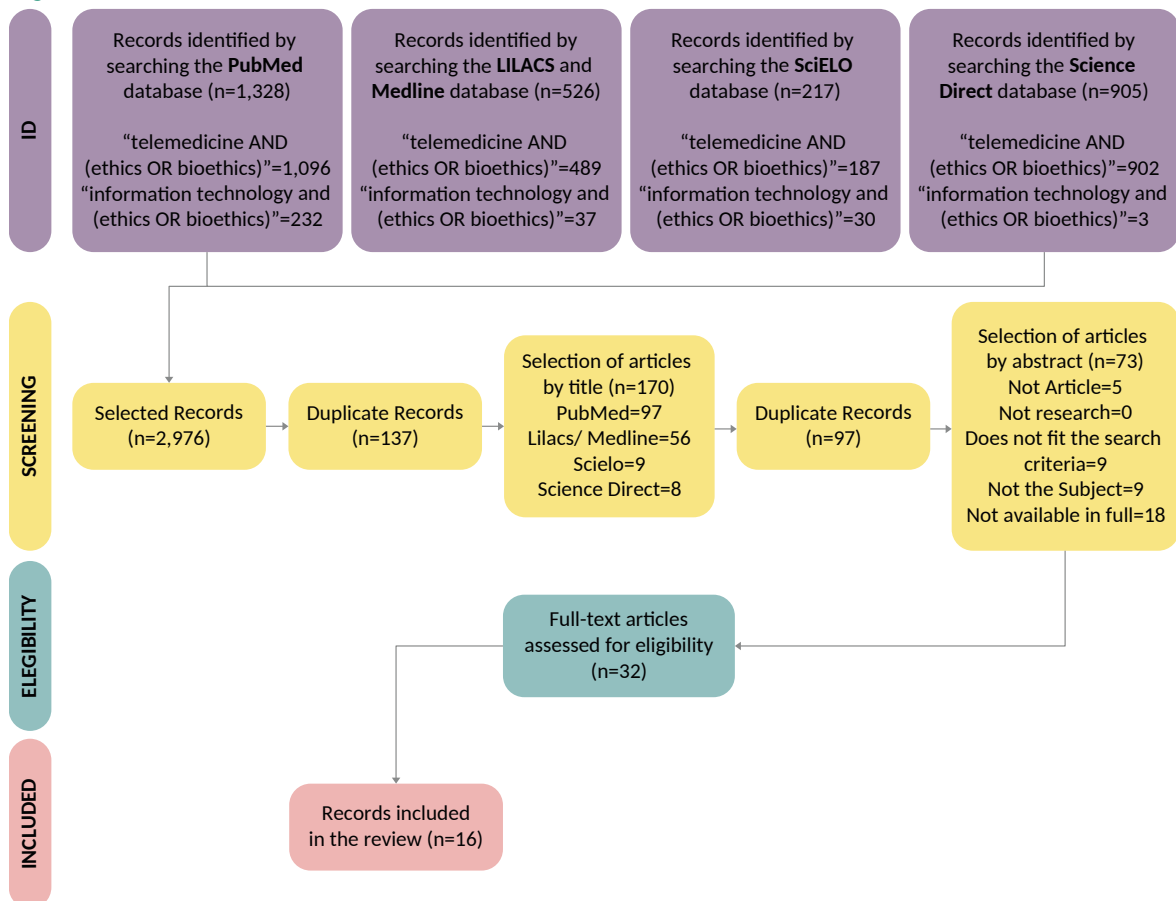 ID
Records identified by
searching the PubMed
database (n=1,328)
“telemedicine AND
(ethics OR bioethics)”=1,096
“information technology and
(ethics OR bioethics)”=232
Records identified by
searching the LILACS and
Medline database (n=526)
“telemedicine AND
(ethics OR bioethics)”=489
“information technology and
(ethics OR bioethics)”=37
Records identified by
searching the SciELO
database (n=217)
“telemedicine AND
(ethics OR bioethics)”=187
“information technology and
(ethics OR bioethics)”=30
Records identified by
searching the Science
Direct database (n=905)
“telemedicine AND
(ethics OR bioethics)”=902
“information technology and
(ethics OR bioethics)”=3
SCREENING
Selected Records
(n=2,976)
Duplicate Records
(n=137)
Selection of articles
by title (n=170)
PubMed=97
Lilacs/ Medline=56
Scielo=9
Science Direct=8
Duplicate Records
(n=97)
Selection of articles
by abstract (n=73)
Not Article=5
Not research=0
Does not fit the search
criteria=9
Not the Subject=9
Not available in full=18
ELEGIBILITY
Full-text articles
assessed for eligibility
(n=32)
INCLUDED
Records included
in the review (n=16)